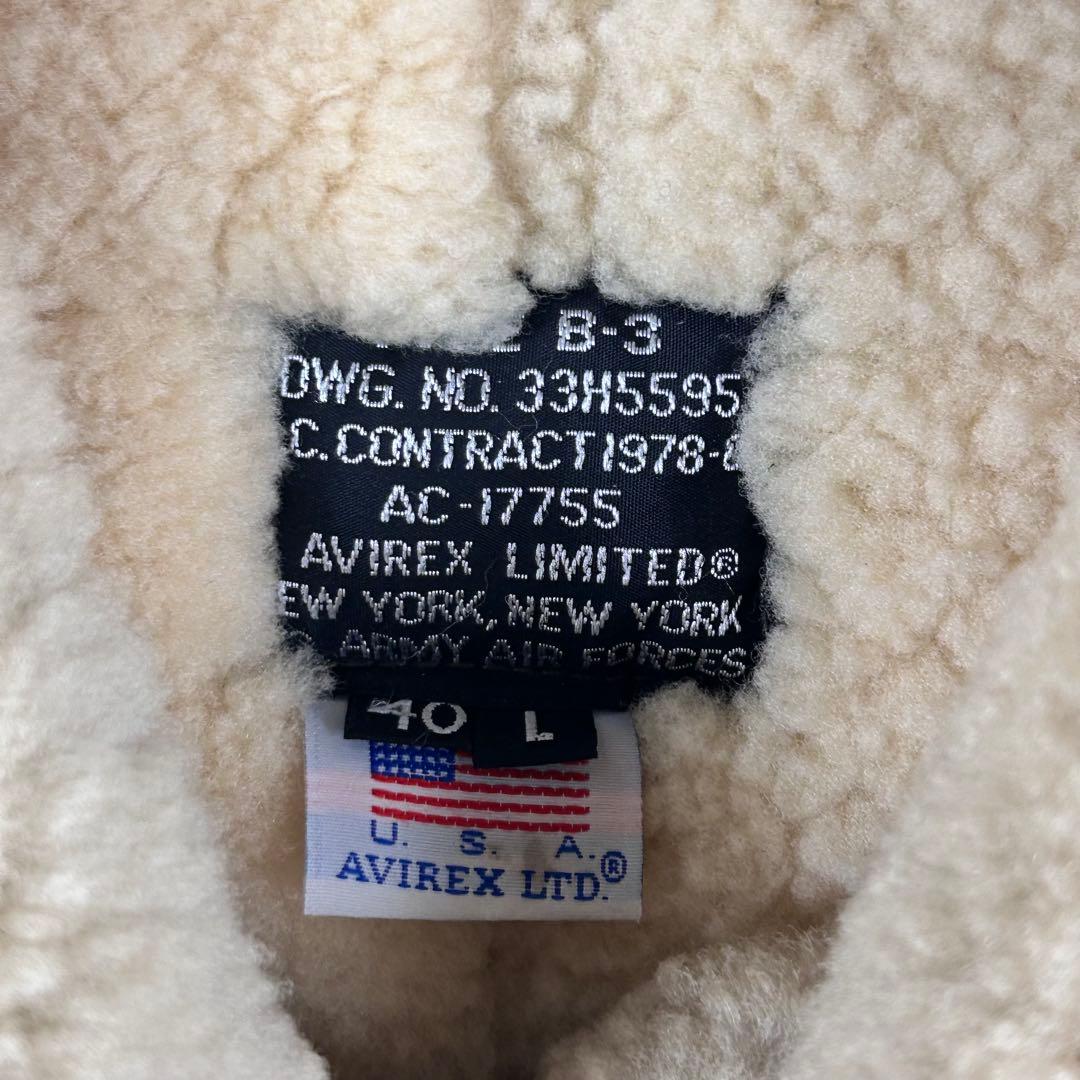 B-3
DWG. NO. 33H5595
C. CONTRACT 1978-
AC-17755
AVIREX LIMITED®
EW YORK, NEW YORK
ARMY AIR FORCES
40 L
U. S. A.
AVIREX LTD.®